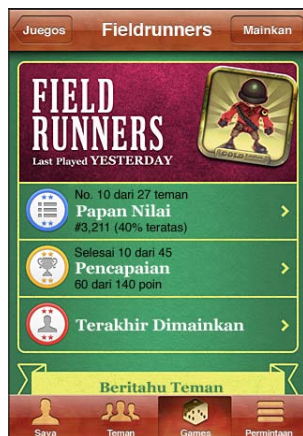 Juegos
Fieldrunners
Mainkan
FIELD
RUNNERS
Last Played YESTERDAY
GOLD
No. 10 dari 27 teman
Papan Nilai
#3,211 (40% teratas)
Selesai 10 dari 45
Pencapaian
60 dari 140 poin
Terakhir Dimainkan
Beritahu Teman
Saya
Teman
Games
Permintaan